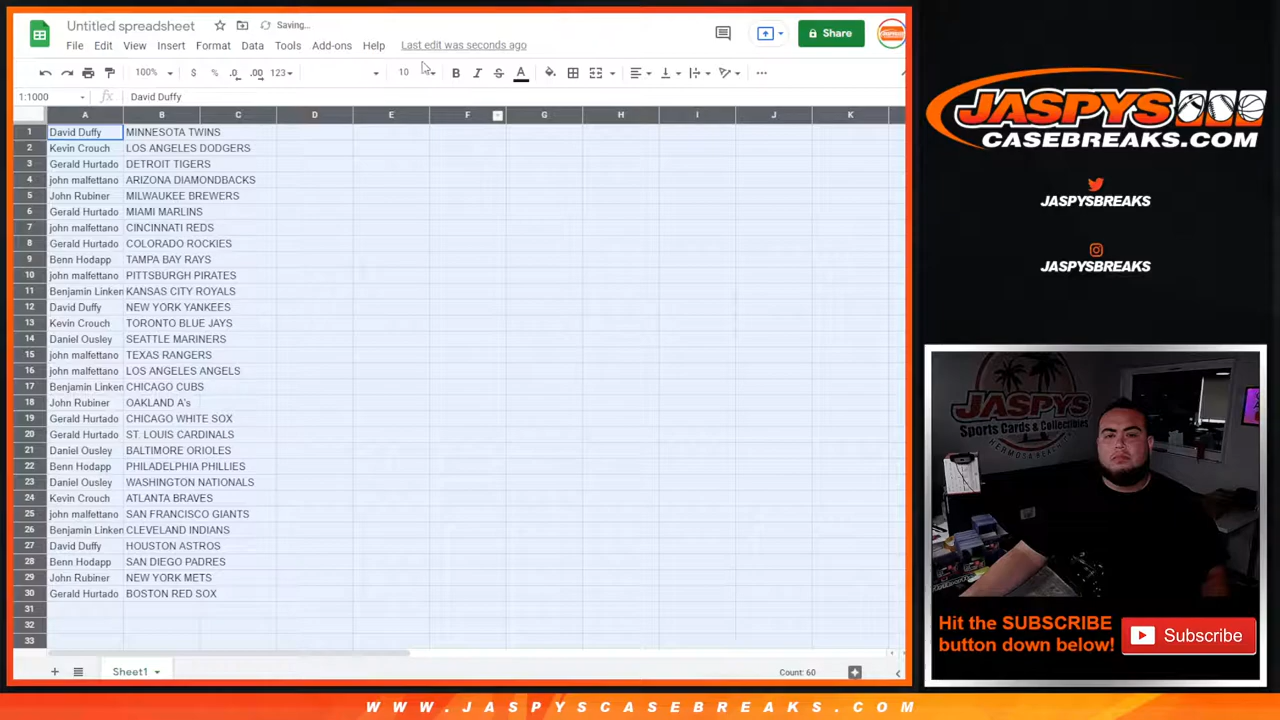 Untitled spreadsheet
Saving...
File Edit View Insert Format Data Tools Add-ons Help Last edit was seconds ago
Share
100% $ % .0 .00 123 10 B I S A
1:1000 fx David Duffy
A B C D E F G H I J K
1 David Duffy MINNESOTA TWINS
2 Kevin Crouch LOS ANGELES DODGERS
3 Gerald Hurtado DETROIT TIGERS
4 john malfettano ARIZONA DIAMONDBACKS
5 John Rubiner MILWAUKEE BREWERS
6 Gerald Hurtado MIAMI MARLINS
7 john malfettano CINCINNATI REDS
8 Gerald Hurtado COLORADO ROCKIES
9 Benn Hodapp TAMPA BAY RAYS
10 john malfettano PITTSBURGH PIRATES
11 Benjamin Linken KANSAS CITY ROYALS
12 David Duffy NEW YORK YANKEES
13 Kevin Crouch TORONTO BLUE JAYS
14 Daniel Ousley SEATTLE MARINERS
15 john malfettano TEXAS RANGERS
16 john malfettano LOS ANGELES ANGELS
17 Benjamin Linken CHICAGO CUBS
18 John Rubiner OAKLAND A's
19 Gerald Hurtado CHICAGO WHITE SOX
20 Gerald Hurtado ST. LOUIS CARDINALS
21 Daniel Ousley BALTIMORE ORIOLES
22 Benn Hodapp PHILADELPHIA PHILLIES
23 Daniel Ousley WASHINGTON NATIONALS
24 Kevin Crouch ATLANTA BRAVES
25 john malfettano SAN FRANCISCO GIANTS
26 Benjamin Linken CLEVELAND INDIANS
27 David Duffy HOUSTON ASTROS
28 Benn Hodapp SAN DIEGO PADRES
29 John Rubiner NEW YORK METS
30 Gerald Hurtado BOSTON RED SOX
31
32
33
Sheet1
Count: 60
JASPYS
CASEBREAKS.COM
JASPYSBREAKS
JASPYSBREAKS
JASPYS
Sports Cards & Collectibles
HERMOSA BEACH
Hit the SUBSCRIBE
button down below!
Subscribe
WWW.JASPYSCASEBREAKS.COM